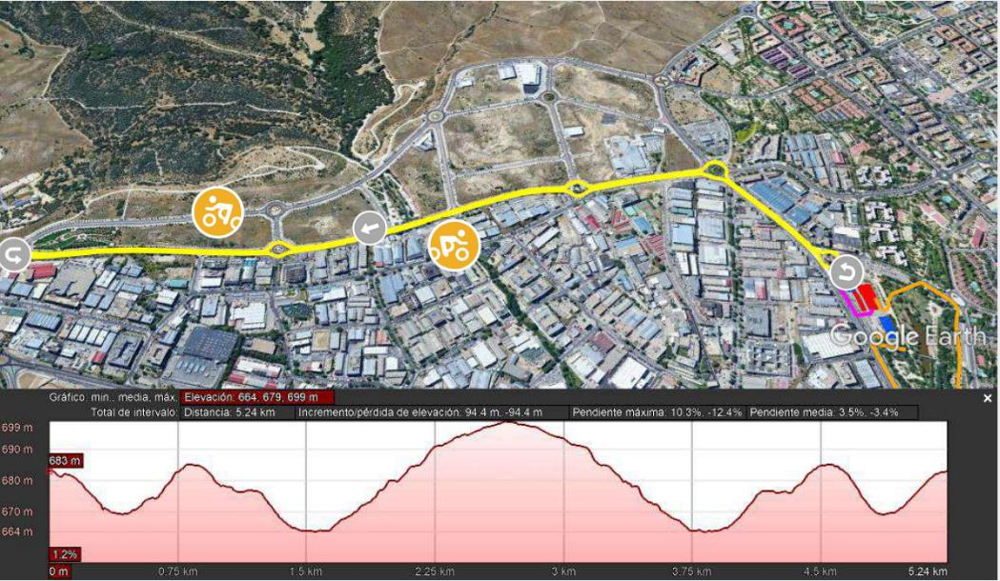 Google Earth
Gráfico: min., media, máx. Elevación: 664, 679, 699 m
Total de intervalo: Distancia: 5.24 km Incremento/pérdida de elevación: 94.4 m, -94.4 m Pendiente máxima: 10.3%, -12.4% Pendiente media: 3.5%, -3.4%
699 m
690 m
683 m
680 m
670 m
664 m
1.2%
0 m 0.75 km 1.5 km 2.25 km 3 km 3.75 km 4.5 km 5.24 km